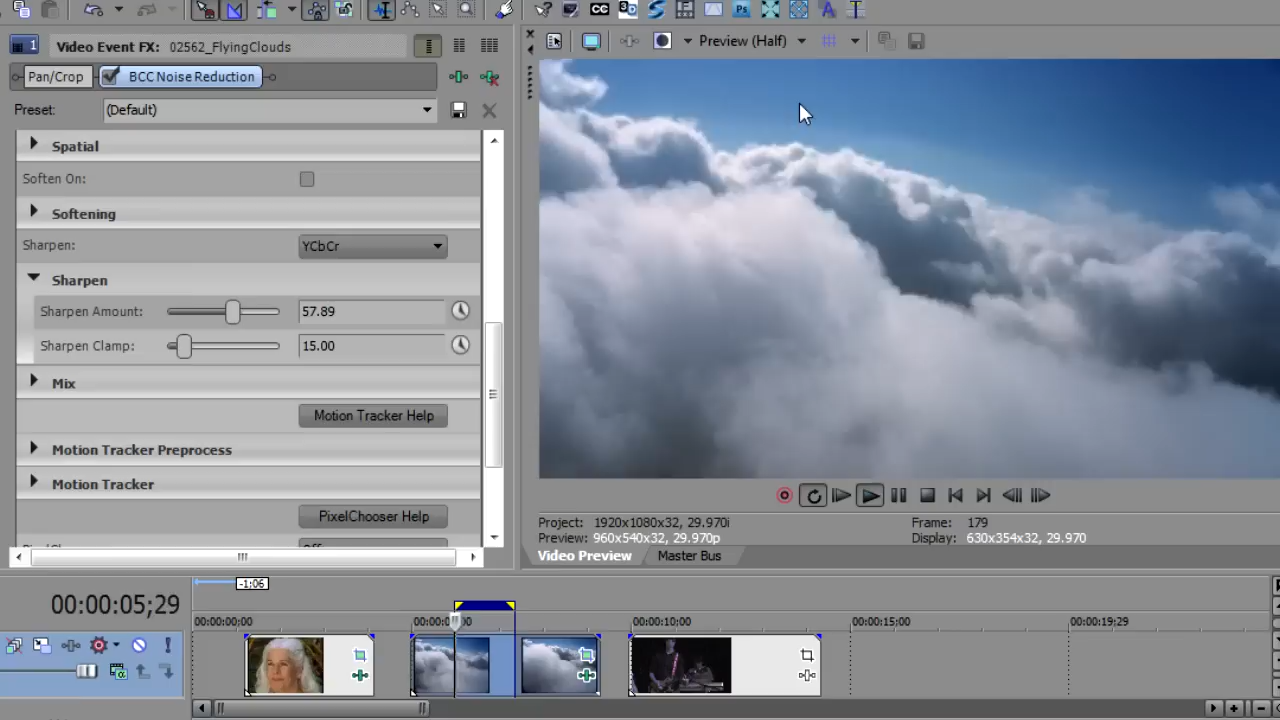 CC
3D
Ps
A
T
1
Video Event FX: 02562_FlyingClouds
Preview (Half)
Pan/Crop
BCC Noise Reduction
Preset:
(Default)
Spatial
Soften On:
Softening
Sharpen:
YCbCr
Sharpen
Sharpen Amount:
57.89
Sharpen Clamp:
15.00
Mix
Motion Tracker Help
Motion Tracker Preprocess
Motion Tracker
PixelChooser Help
Project: 1920x1080x32, 29.970i
Frame: 179
Preview: 960x540x32, 29.970p
Display: 630x354x32, 29.970
Video Preview
Master Bus
-1:06
00:00:05;29
00:00:00;00
00:00:10;00
00:00:15;00
00:00:19;29